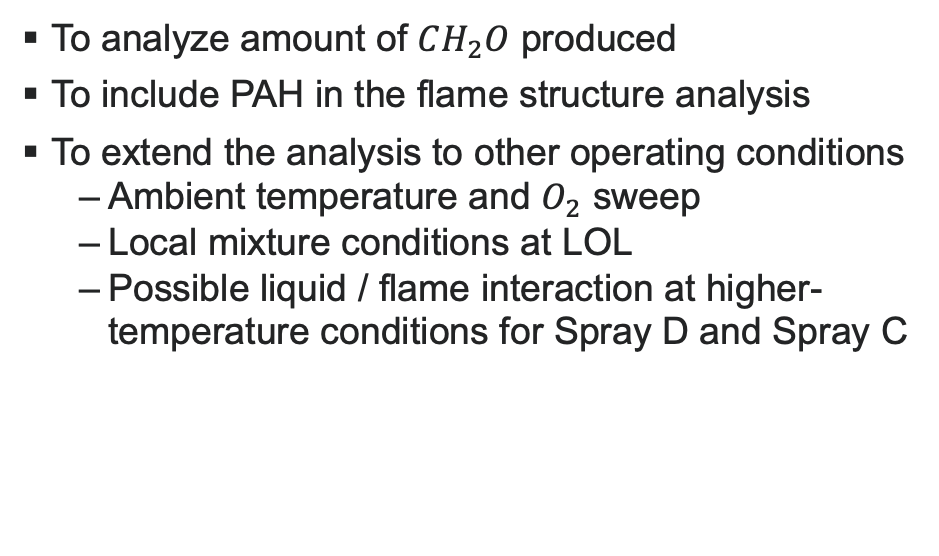 ▪ To analyze amount of CH₂O produced
▪ To include PAH in the flame structure analysis
▪ To extend the analysis to other operating conditions
– Ambient temperature and O₂ sweep
– Local mixture conditions at LOL
– Possible liquid / flame interaction at higher-
temperature conditions for Spray D and Spray C